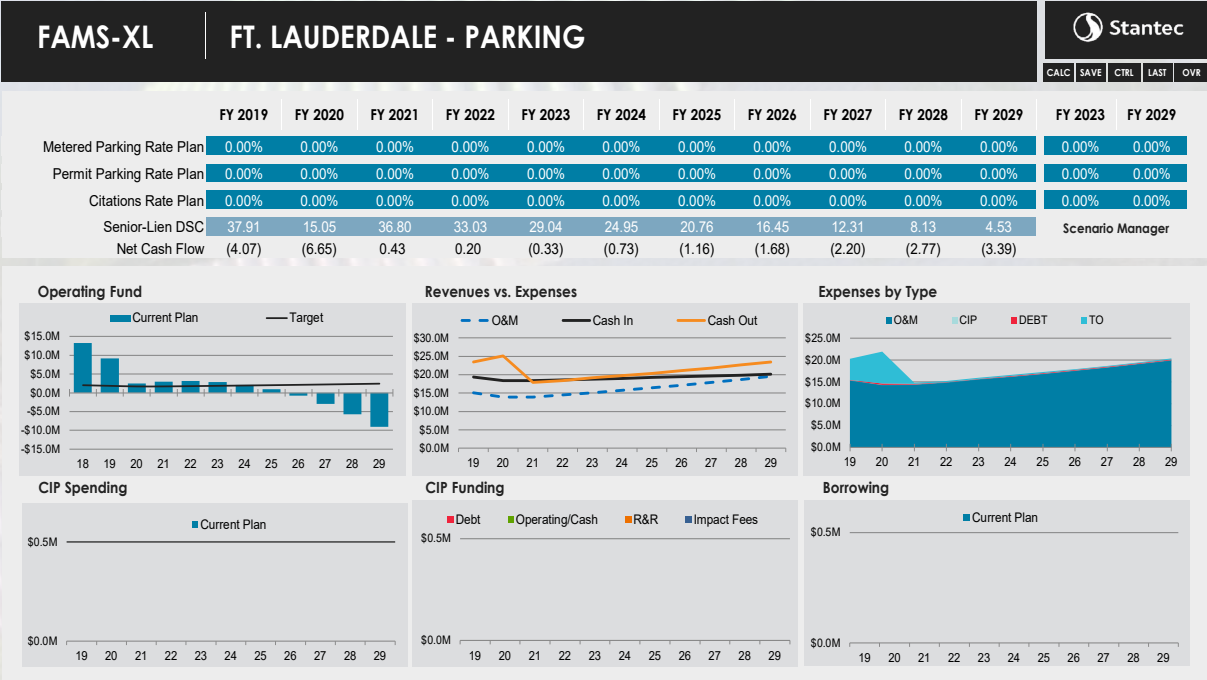 FAMS-XL FT. LAUDERDALE - PARKING Stantec
CALC SAVE CTRL LAST OVR
FY 2019 FY 2020 FY 2021 FY 2022 FY 2023 FY 2024 FY 2025 FY 2026 FY 2027 FY 2028 FY 2029 FY 2023 FY 2029
Metered Parking Rate Plan 0.00% 0.00% 0.00% 0.00% 0.00% 0.00% 0.00% 0.00% 0.00% 0.00% 0.00% 0.00% 0.00%
Permit Parking Rate Plan 0.00% 0.00% 0.00% 0.00% 0.00% 0.00% 0.00% 0.00% 0.00% 0.00% 0.00% 0.00% 0.00%
Citations Rate Plan 0.00% 0.00% 0.00% 0.00% 0.00% 0.00% 0.00% 0.00% 0.00% 0.00% 0.00% 0.00% 0.00%
Senior-Lien DSC 37.91 15.05 36.80 33.03 29.04 24.95 20.76 16.45 12.31 8.13 4.53 Scenario Manager
Net Cash Flow (4.07) (6.65) 0.43 0.20 (0.33) (0.73) (1.16) (1.68) (2.20) (2.77) (3.39)
Operating Fund
Current Plan Target
$15.0M
$10.0M
$5.0M
$0.0M
-$5.0M
-$10.0M
-$15.0M
18 19 20 21 22 23 24 25 26 27 28 29
Revenues vs. Expenses
O&M Cash In Cash Out
$30.0M
$25.0M
$20.0M
$15.0M
$10.0M
$5.0M
$0.0M
19 20 21 22 23 24 25 26 27 28 29
Expenses by Type
O&M CIP DEBT TO
$25.0M
$20.0M
$15.0M
$10.0M
$5.0M
$0.0M
19 20 21 22 23 24 25 26 27 28 29
CIP Spending
Current Plan
$0.5M
$0.0M
19 20 21 22 23 24 25 26 27 28 29
CIP Funding
Debt Operating/Cash R&R Impact Fees
$0.5M
$0.0M
19 20 21 22 23 24 25 26 27 28 29
Borrowing
Current Plan
$0.5M
$0.0M
19 20 21 22 23 24 25 26 27 28 29